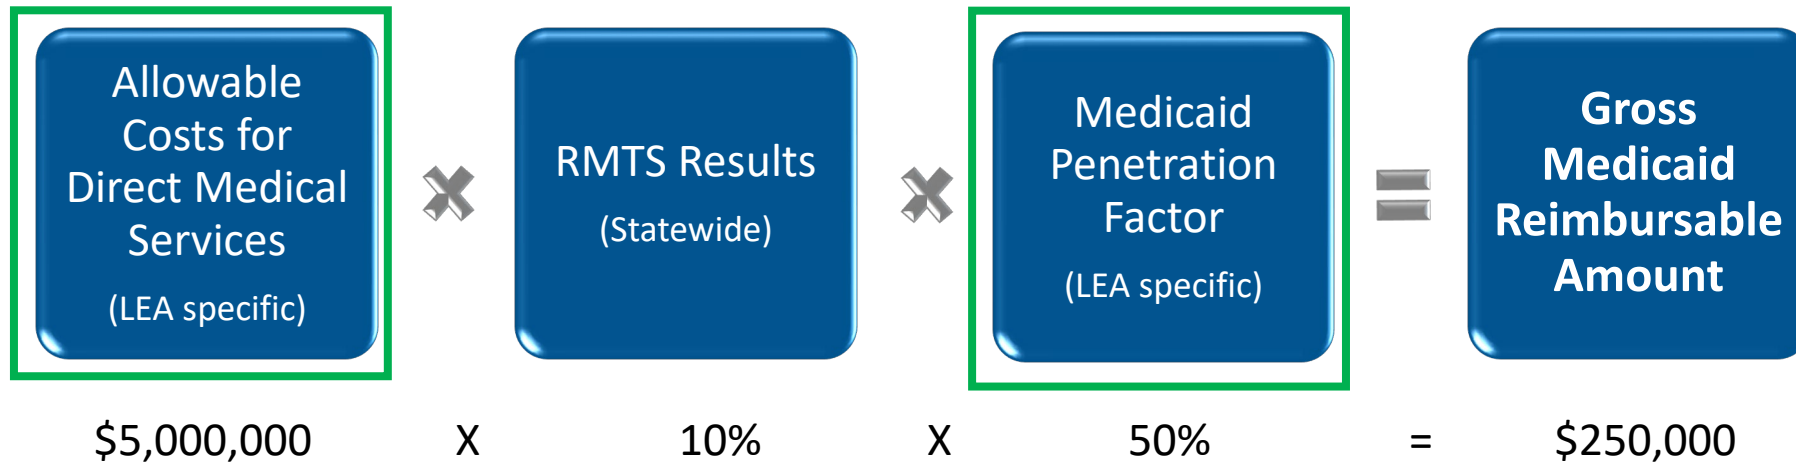 Allowable
Costs for
Direct Medical
Services
(LEA specific)
RMTS Results
(Statewide)
Medicaid
Penetration
Factor
(LEA specific)
Gross
Medicaid
Reimbursable
Amount
$5,000,000 X 10% X 50% = $250,000